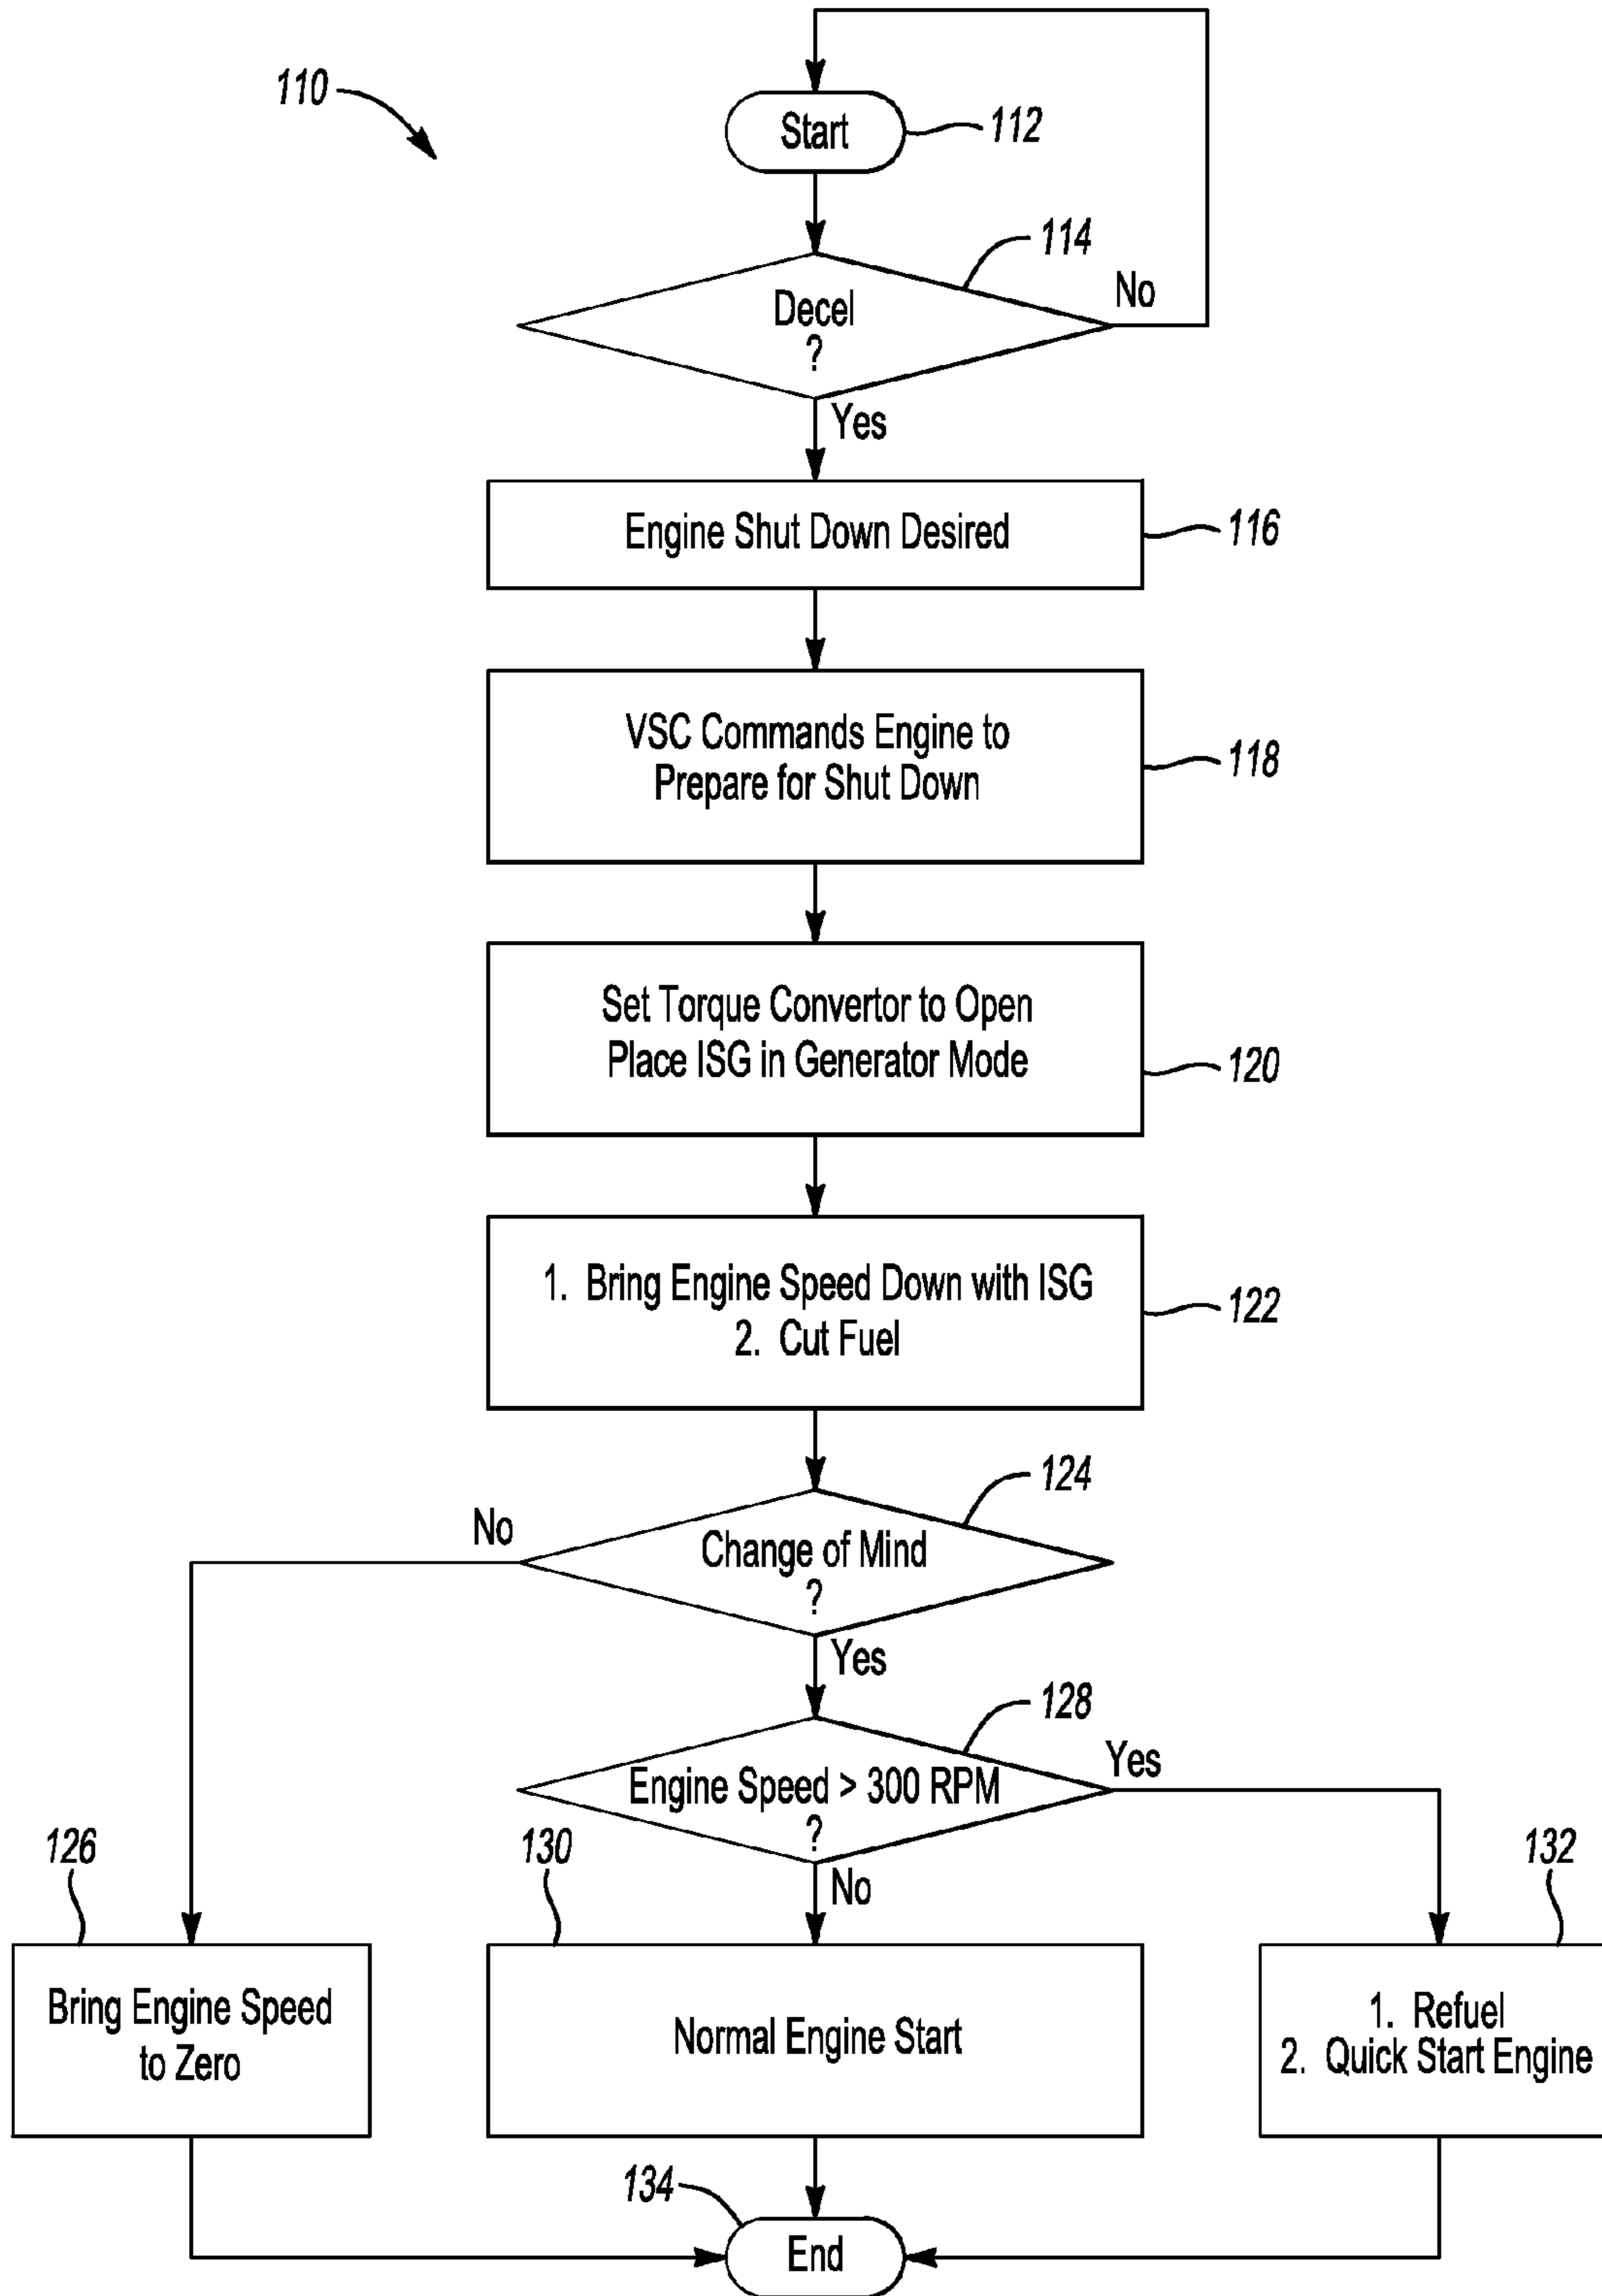 110
Start
112
114
Decel
?
No
Yes
Engine Shut Down Desired
116
VSC Commands Engine to
Prepare for Shut Down
118
Set Torque Convertor to Open
Place ISG in Generator Mode
120
1. Bring Engine Speed Down with ISG
2. Cut Fuel
122
124
No
Change of Mind
?
Yes
128
Engine Speed > 300 RPM
?
Yes
No
126
130
132
Bring Engine Speed
to Zero
Normal Engine Start
1. Refuel
2. Quick Start Engine
134
End